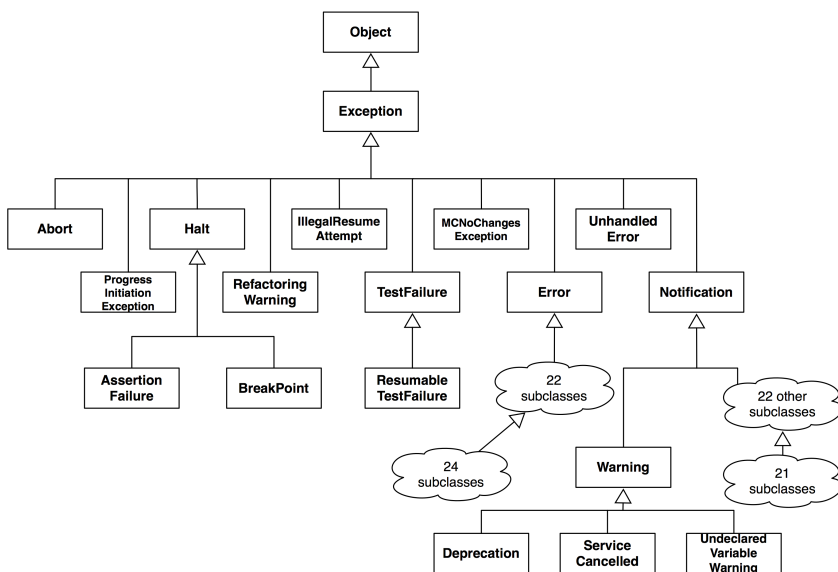 Object
Exception
Abort
Halt
IllegalResume
Attempt
MCNoChanges
Exception
Unhandled
Error
Progress
Initiation
Exception
Refactoring
Warning
TestFailure
Error
Notification
Assertion
Failure
BreakPoint
Resumable
TestFailure
22
subclasses
22 other
subclasses
24
subclasses
Warning
21
subclasses
Deprecation
Service
Cancelled
Undeclared
Variable
Warning